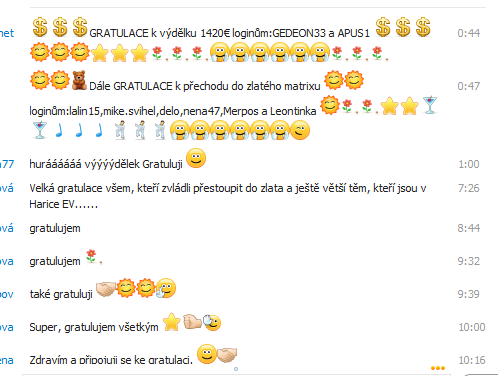 net GRATULACE k výdělku 1420€ loginům:GEDEON33 a APUS1 0:44
Dále GRATULACE k přechodu do zlatého matrixu 0:47
loginům:lalin15,mike.svihel,delo,nena47,Merpos a Leontinka
a77 huráááááá výýýýdělek Gratuluji 1:00
ová Velká gratulace všem, kteří zvládli přestoupit do zlata a ještě větší těm, kteří jsou v 7:26
Harice EV......
ová gratulujem 8:44
ova gratulujem 9:32
pov také gratuluji 9:39
ova Super, gratulujem všetkým 10:00
ena Zdravím a připojuji se ke gratulaci. 10:16